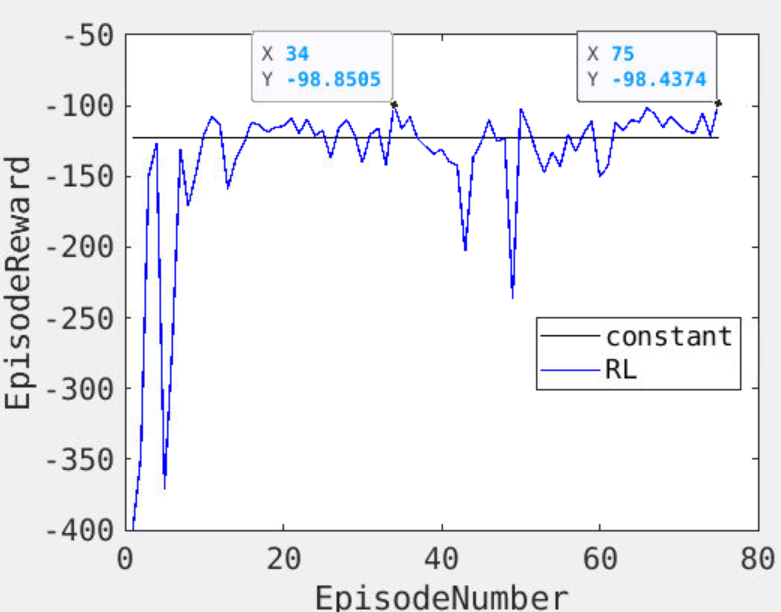 -50
X 34
Y -98.8505
X 75
Y -98.4374
-100
-150
-200
-250
-300
-350
-400
EpisodeReward
constant
RL
0
20
40
60
80
EpisodeNumber